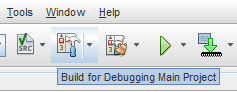 Tools Window Help
SRC
Build for Debugging Main Project